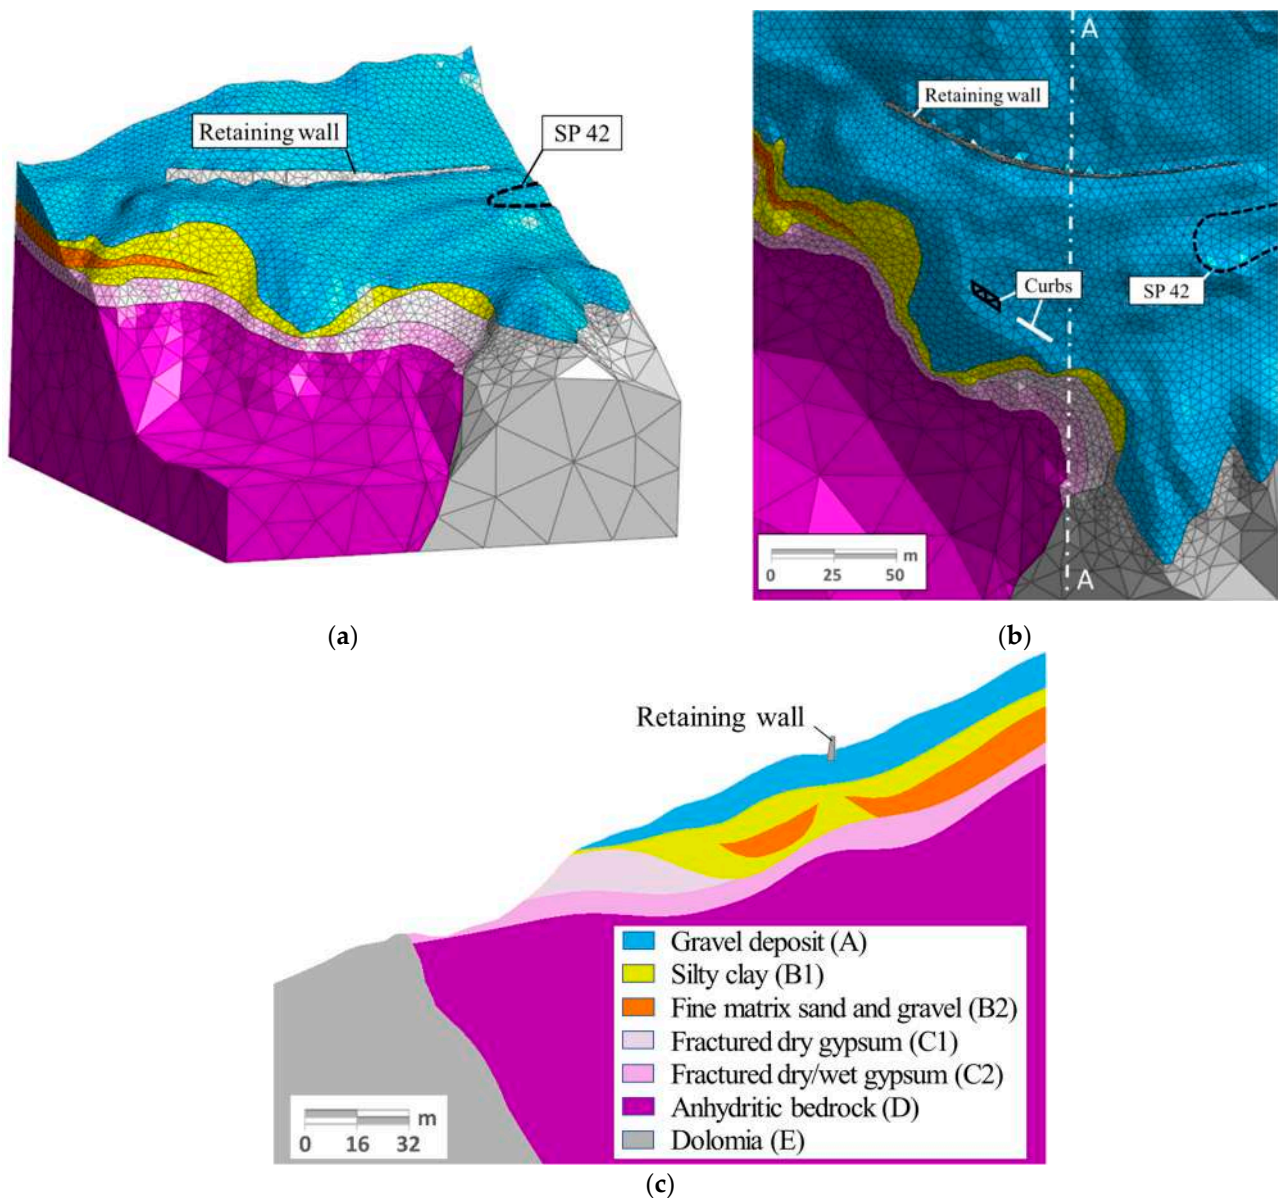 Retaining wall
SP 42
(a)
A
Retaining wall
Curbs
SP 42
m
0 25 50
A
(b)
Retaining wall
Gravel deposit (A)
Silty clay (B1)
Fine matrix sand and gravel (B2)
Fractured dry gypsum (C1)
Fractured dry/wet gypsum (C2)
Anhydritic bedrock (D)
Dolomia (E)
m
0 16 32
(c)